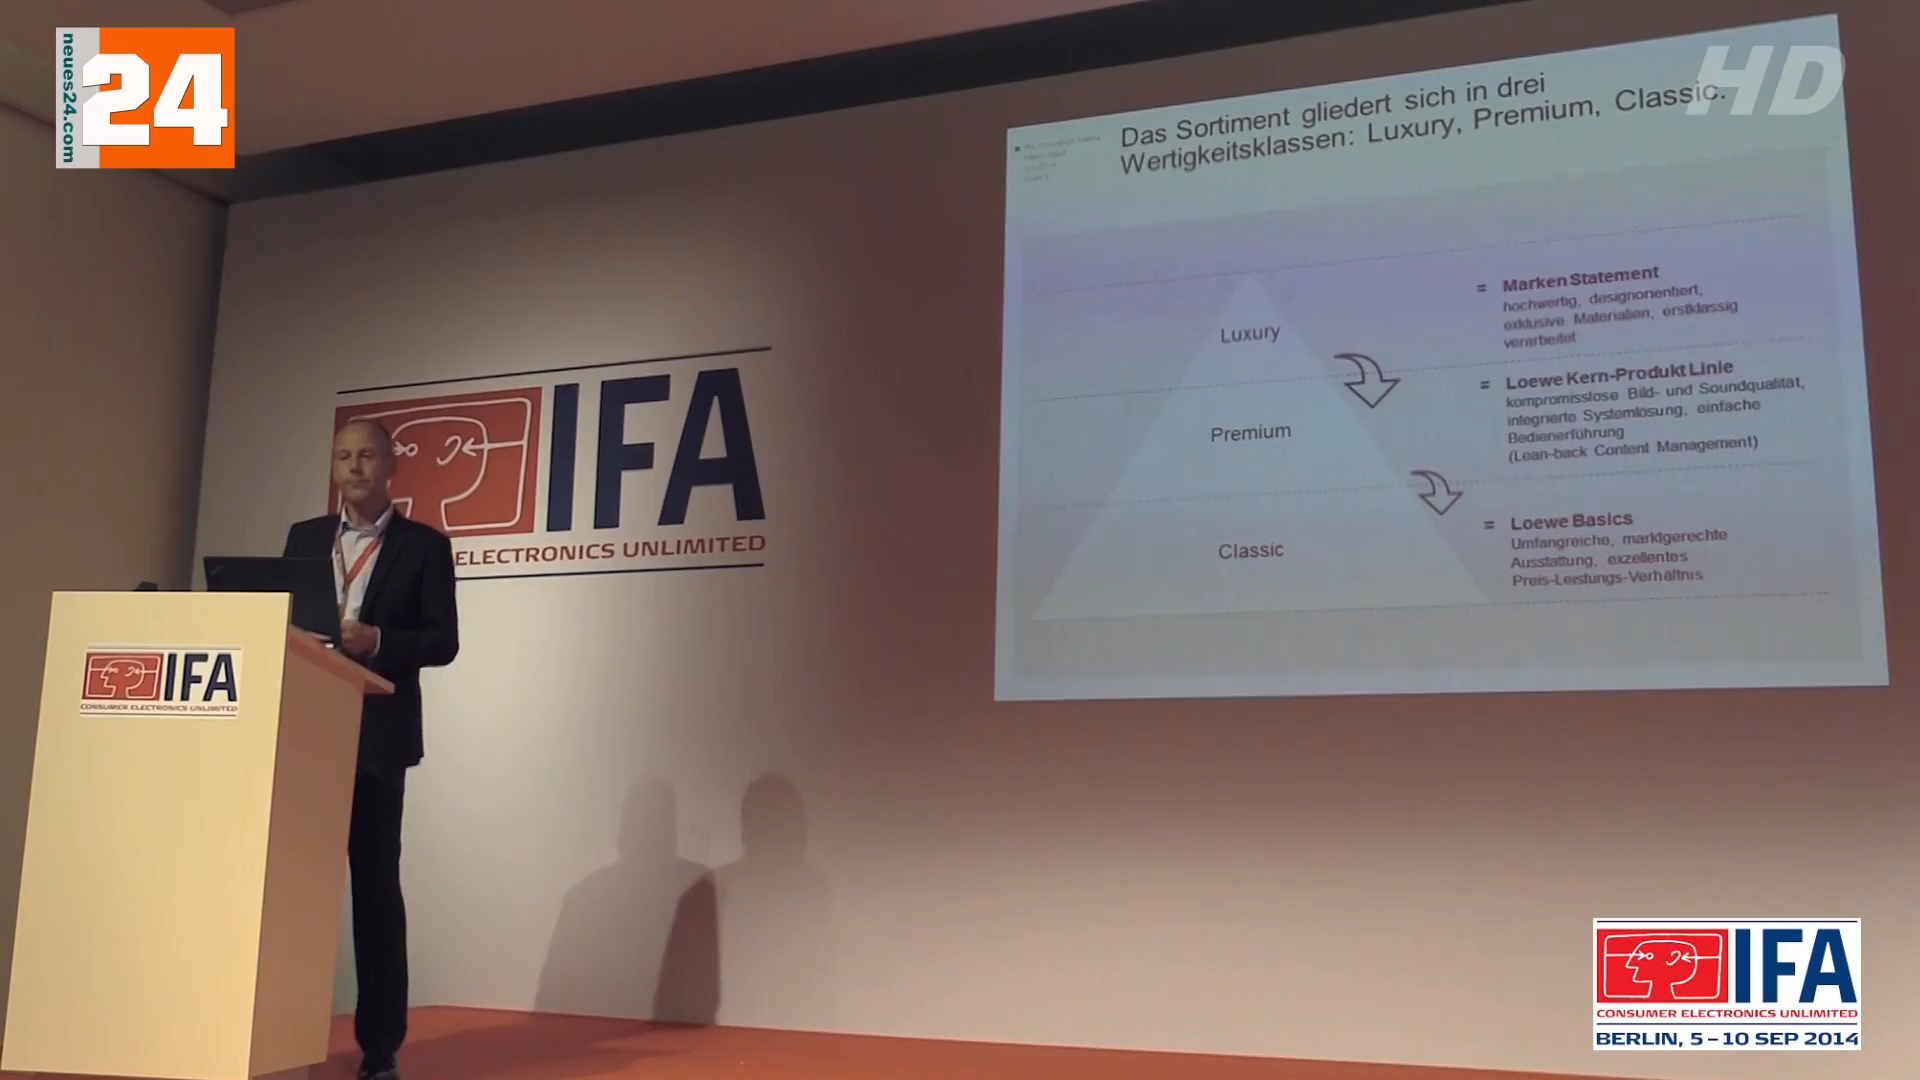 neues24.com
24
HD
Das Sortiment gliedert sich in drei
Wertigkeitsklassen: Luxury, Premium, Classic.
Luxury
= Marken Statement
hochwertig, designorientiert,
exklusive Materialien, erstklassig
verarbeitet
Premium
= Loewe Kern-Produkt Linie
kompromisslose Bild- und Soundqualität,
integrierte Systemlösung, einfache
Bedienerführung
(Lean-back Content Management)
Classic
= Loewe Basics
Umfangreiche, marktgerechte
Ausstattung, exzellentes
Preis-Leistungs-Verhältnis
IFA
ELECTRONICS UNLIMITED
IFA
CONSUMER ELECTRONICS UNLIMITED
IFA
CONSUMER ELECTRONICS UNLIMITED
BERLIN, 5 – 10 SEP 2014